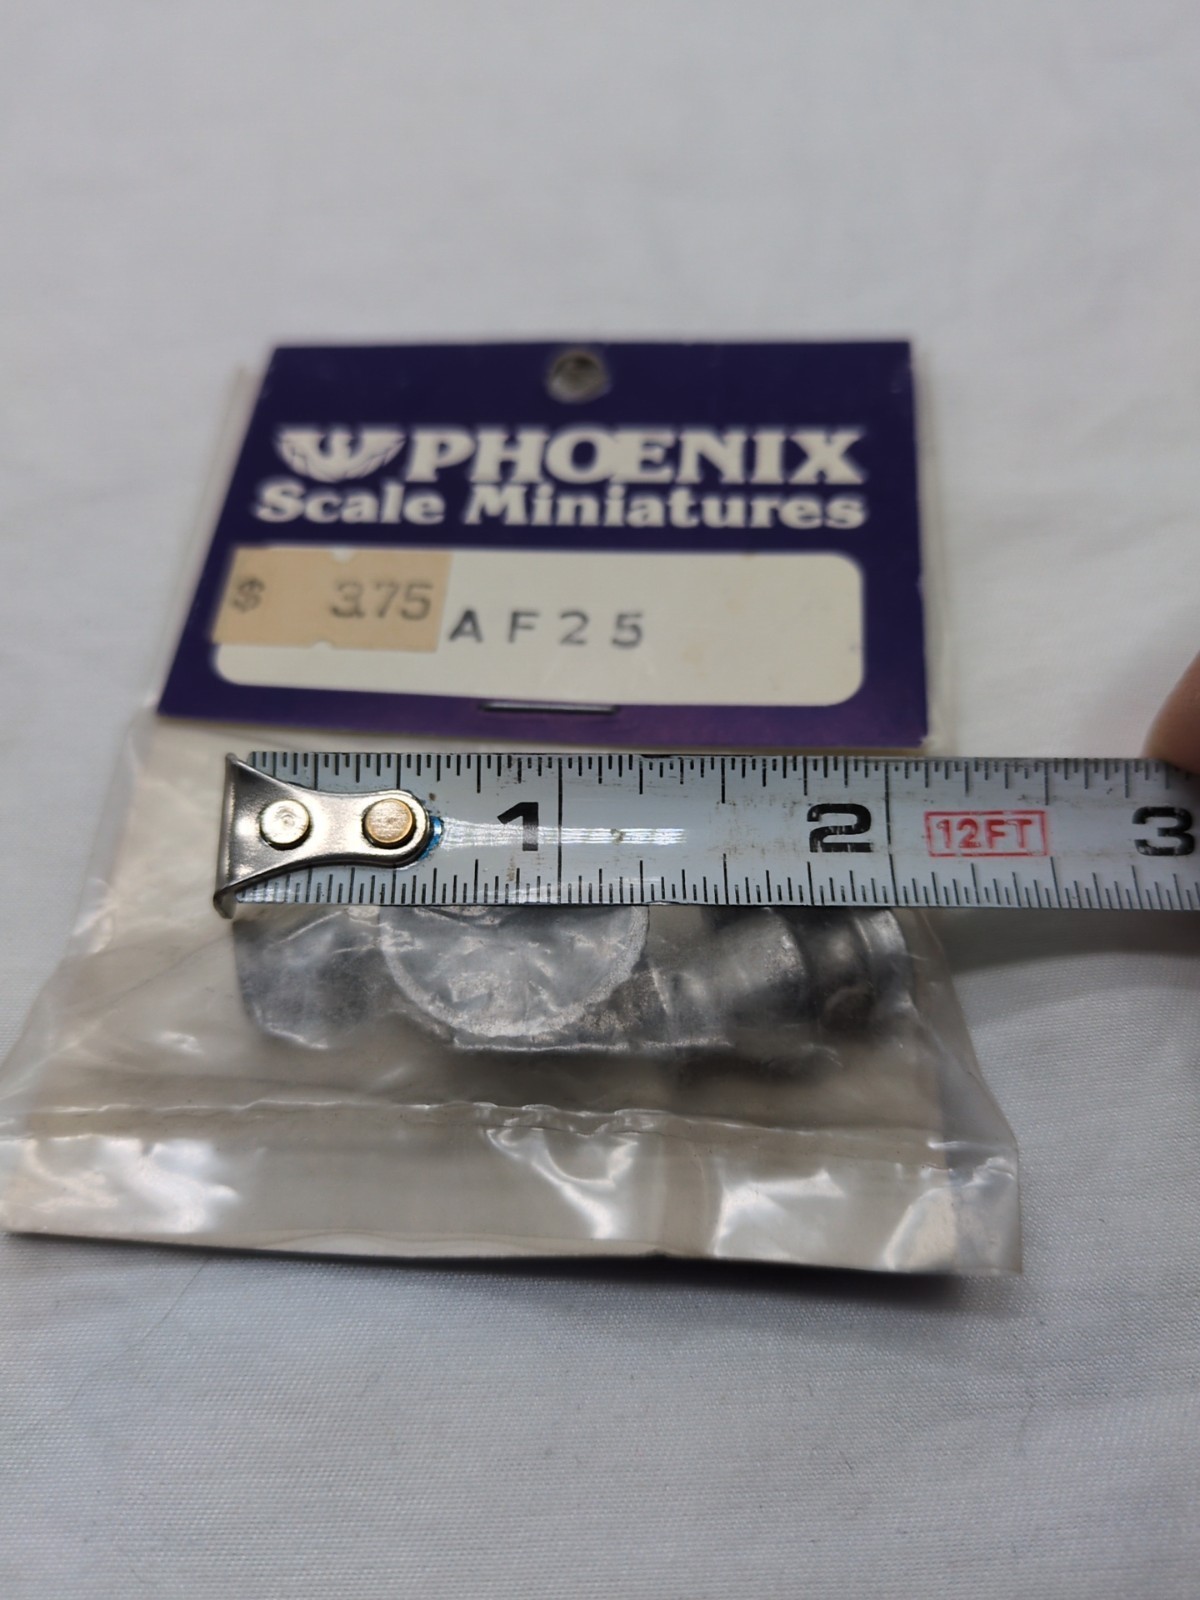 PHOENIX
Scale Miniatures
$ 3.75 AF25
1 2 12FT 3